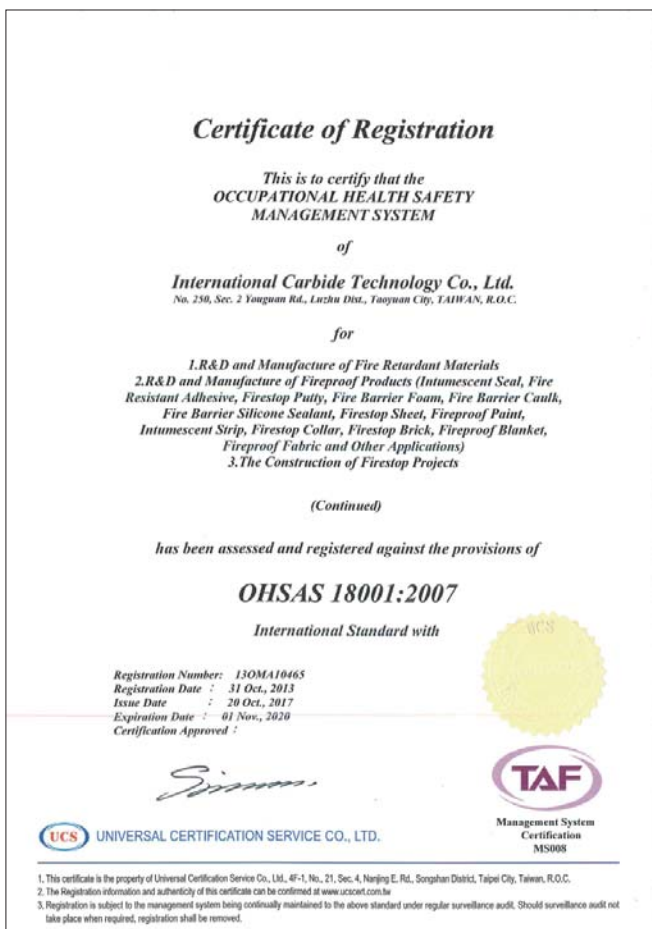 Certificate of Registration
This is to certify that the
OCCUPATIONAL HEALTH SAFETY
MANAGEMENT SYSTEM
of
International Carbide Technology Co., Ltd.
No. 250, Sec. 2 Youguan Rd., Luzhu Dist., Taoyuan City, TAIWAN, R.O.C.
for
1.R&D and Manufacture of Fire Retardant Materials
2.R&D and Manufacture of Fireproof Products (Intumescent Seal, Fire
Resistant Adhesive, Firestop Putty, Fire Barrier Foam, Fire Barrier Caulk,
Fire Barrier Silicone Sealant, Firestop Sheet, Fireproof Paint,
Intumescent Strip, Firestop Collar, Firestop Brick, Fireproof Blanket,
Fireproof Fabric and Other Applications)
3.The Construction of Firestop Projects
(Continued)
has been assessed and registered against the provisions of
OHSAS 18001:2007
International Standard with
UCS
Registration Number: 13OMA10465
Registration Date : 31 Oct., 2013
Issue Date : 20 Oct., 2017
Expiration Date : 01 Nov., 2020
Certification Approved :
TAF
Management System
Certification
MS008
UCS UNIVERSAL CERTIFICATION SERVICE CO., LTD.
1. This certificate is the property of Universal Certification Service Co., Ltd., 4F-1, No., 21, Sec. 4, Nanjing E, Rd., Songshan District, Taipei City, Taiwan, R.O.C.
2. The Registration information and authenticity of this certificate can be confirmed at www.ucscert.com.tw
3. Registration is subject to the management system being continually maintained to the above standard under regular surveillance audit. Should surveillance audit not
take place when required, registration shall be removed.